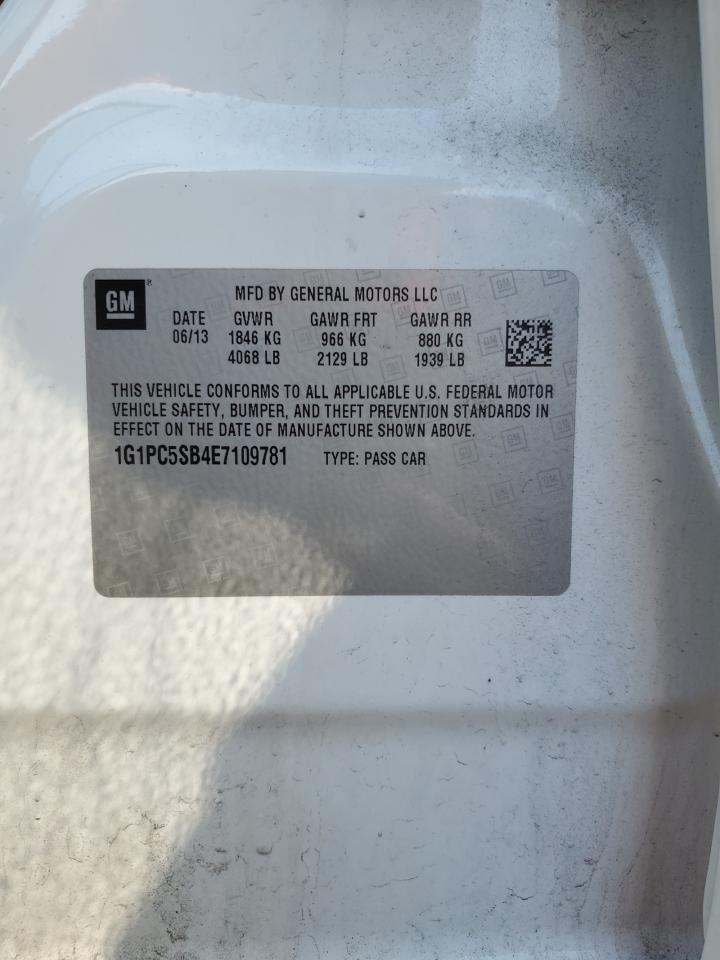 GM®
MFD BY GENERAL MOTORS LLC
DATE GVWR GAWR FRT GAWR RR
06/13 1846 KG 966 KG 880 KG
4068 LB 2129 LB 1939 LB
THIS VEHICLE CONFORMS TO ALL APPLICABLE U.S. FEDERAL MOTOR
VEHICLE SAFETY, BUMPER, AND THEFT PREVENTION STANDARDS IN
EFFECT ON THE DATE OF MANUFACTURE SHOWN ABOVE.
1G1PC5SB4E7109781 TYPE: PASS CAR